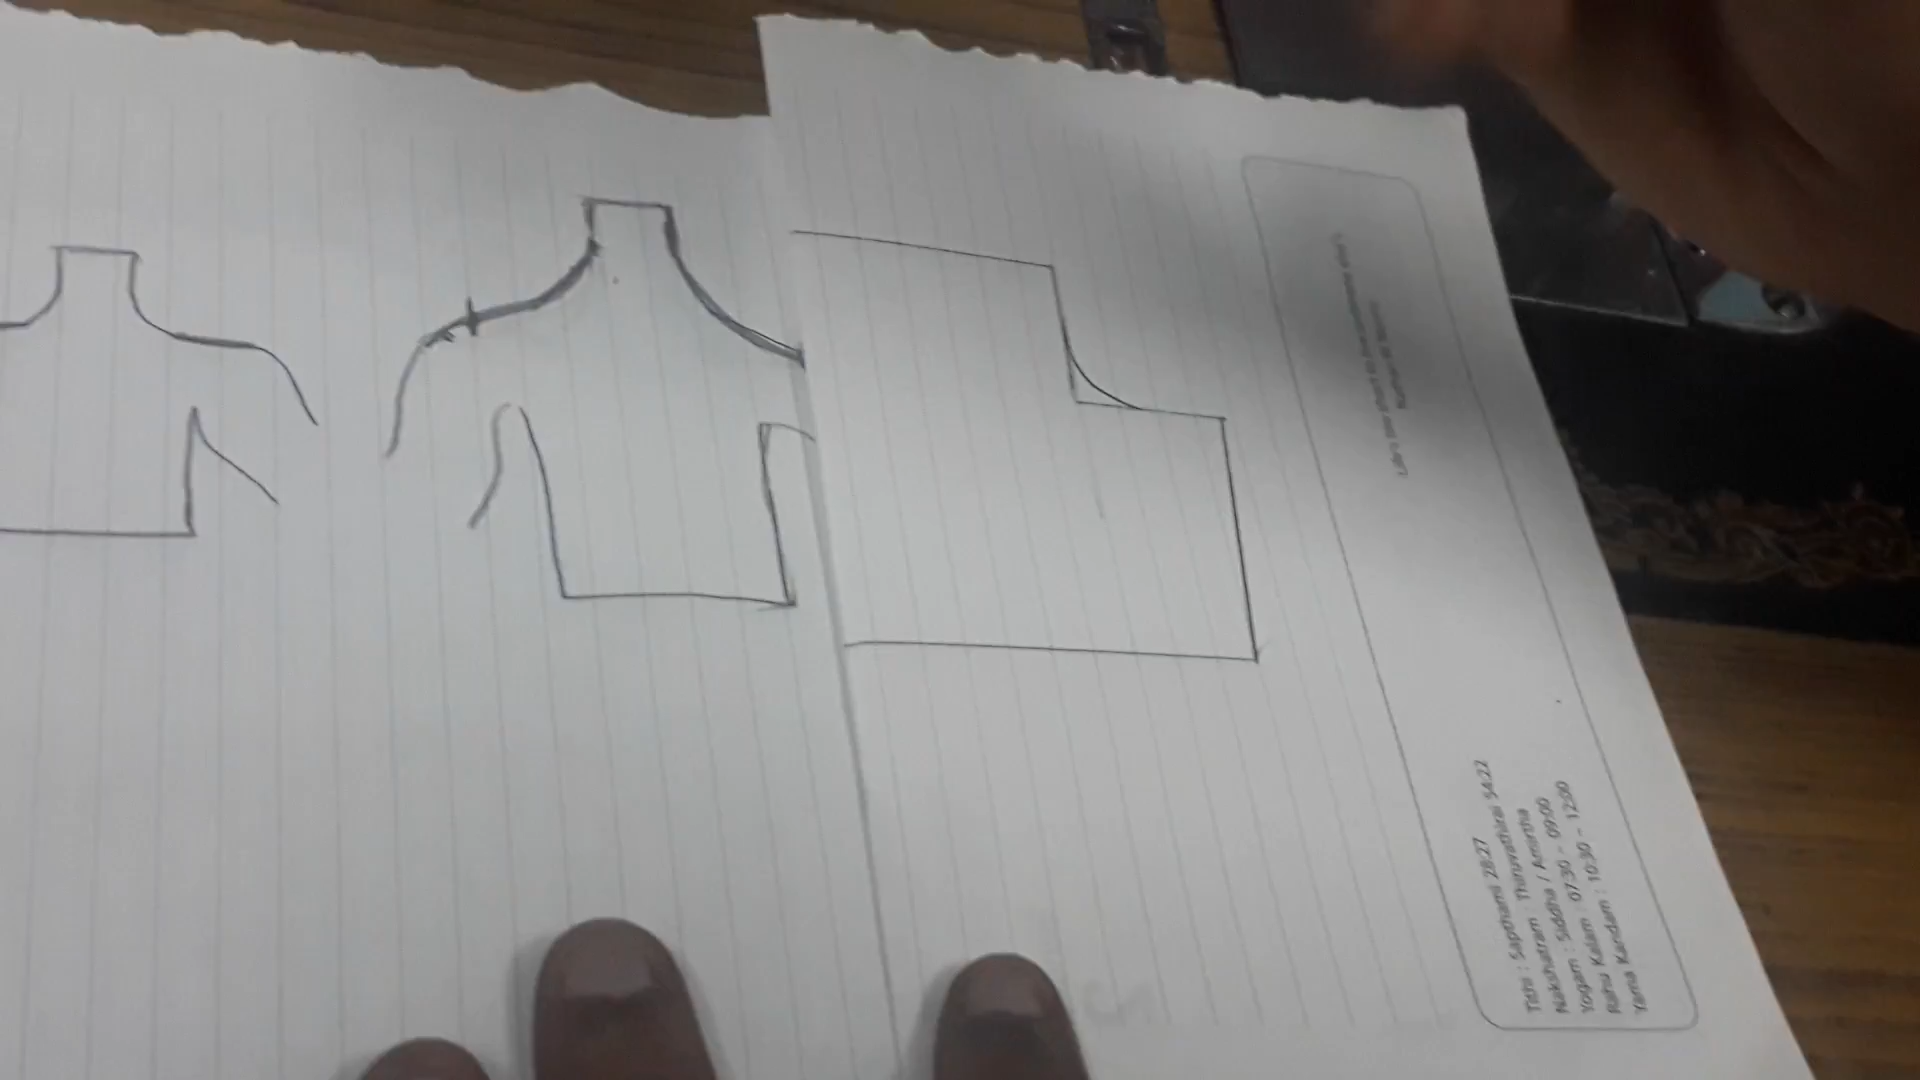 Tithi : Sapthami 28:27
Nakshatram : Thiruvathirai 54:22
Yogam : Siddha / Amirtha
Rahu Kalam : 07:30 - 09:00
Yama Kandam : 10:30 - 12:00